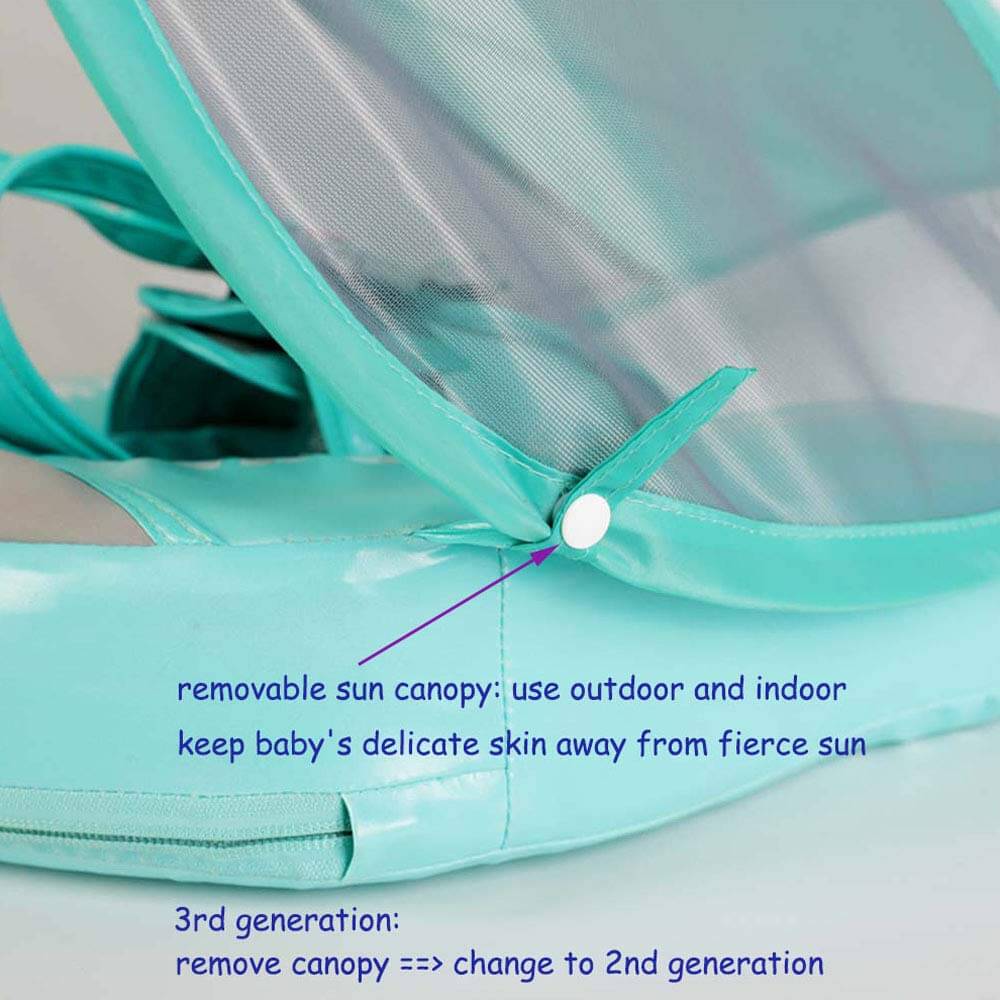 removable sun canopy: use outdoor and indoor
keep baby's delicate skin away from fierce sun
3rd generation:
remove canopy ==> change to 2nd generation